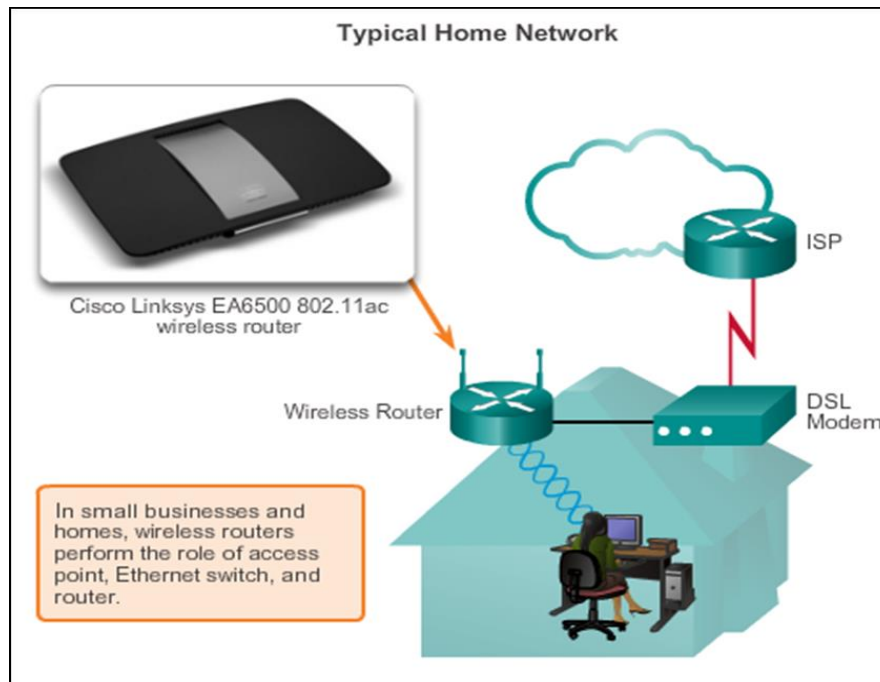 Typical Home Network
Cisco Linksys EA6500 802.11ac
wireless router
ISP
Wireless Router
DSL
Modem
In small businesses and
homes, wireless routers
perform the role of access
point, Ethernet switch, and
router.